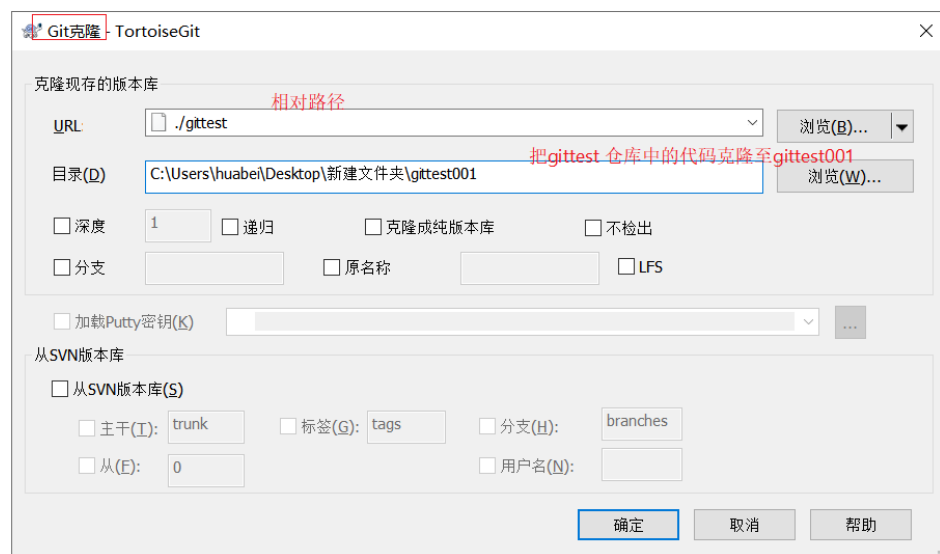 Git克隆 - TortoiseGit
克隆现存的版本库
相对路径
URL: ./gittest 浏览(B)...
把gittest 仓库中的代码克隆至gittest001
目录(D) C:\Users\huabei\Desktop\新建文件夹\gittest001 浏览(W)...
深度 1 递归 克隆成纯版本库 不检出
分支 原名称 LFS
加载Putty密钥(K) ...
从SVN版本库
从SVN版本库(S)
主干(T): trunk 标签(G): tags 分支(H): branches
从(F): 0 用户名(N):
确定 取消 帮助